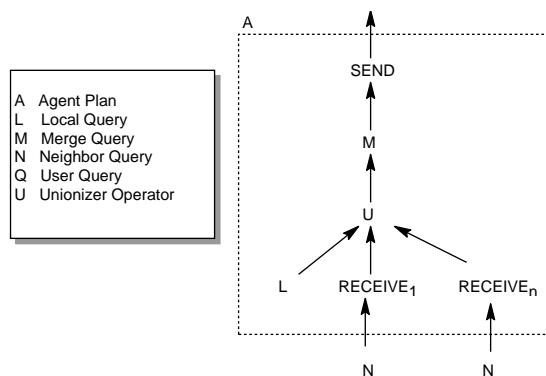 A Agent Plan
L Local Query
M Merge Query
N Neighbor Query
Q User Query
U Unionizer Operator
A
SEND
M
U
L RECEIVE1 RECEIVEn
N N